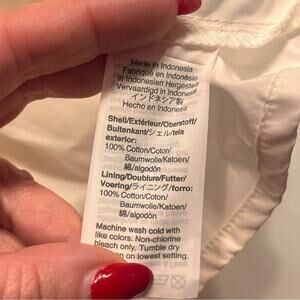 Made in Indonesia
Fabriqué en Indonésie
in Indonesien Hergestellt
Vervaardigd in Indonesië
インドネシア製
Hecho en Indonesia
Shell/Extérieur/Oberstoff/
Buitenkant/シェル/tela
exterior:
100% Cotton/Coton/
Baumwolle/Katoen/
綿/algodón
Lining/Doublure/Futter/
Voering/ライニング/forro:
100% Cotton/Coton/
Baumwolle/Katoen/
綿/algodón
Machine wash cold with
like colors. Non-chlorine
bleach only. Tumble dry
on lowest setting.